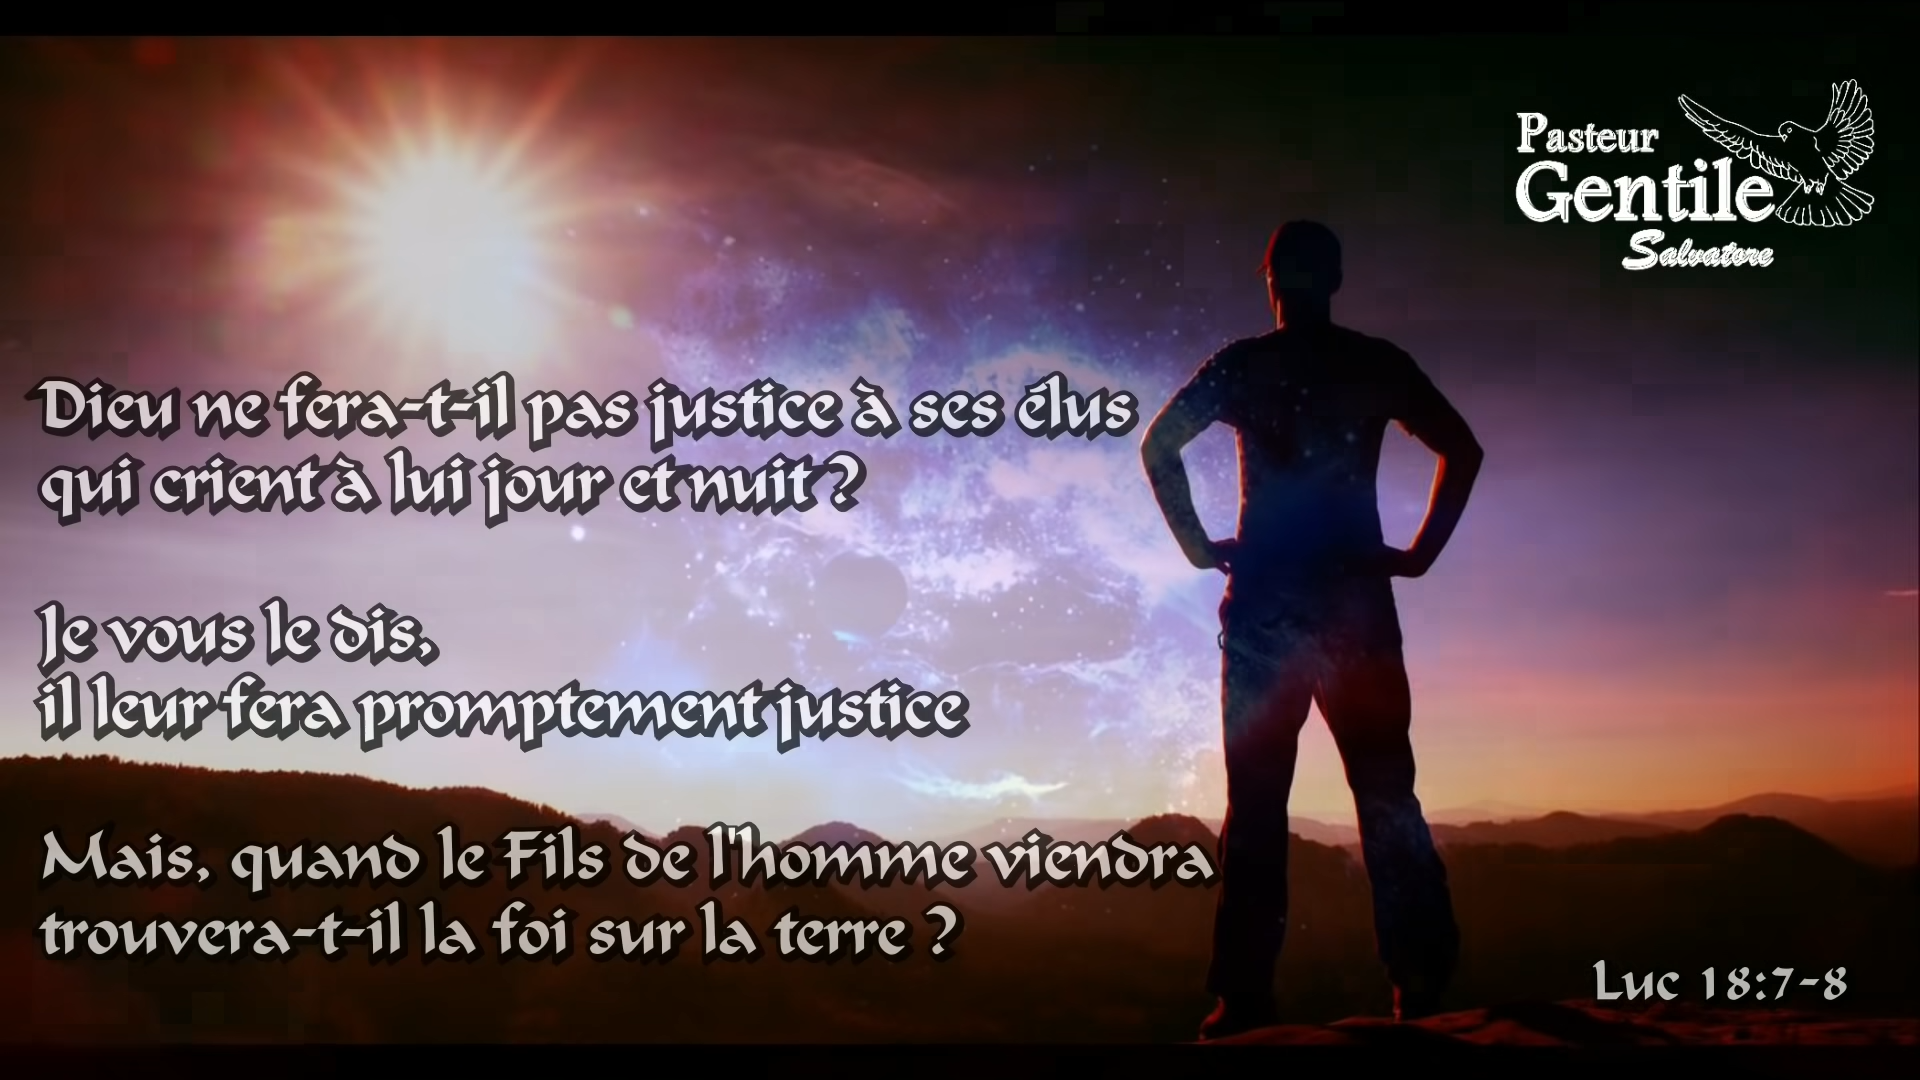 Pasteur
Gentile
Salvatore
Dieu ne fera-t-il pas justice à ses élus
qui crient à lui jour et nuit ?
Je vous le dis,
il leur fera promptement justice
Mais, quand le Fils de l'homme viendra
trouvera-t-il la foi sur la terre ?
Luc 18:7-8